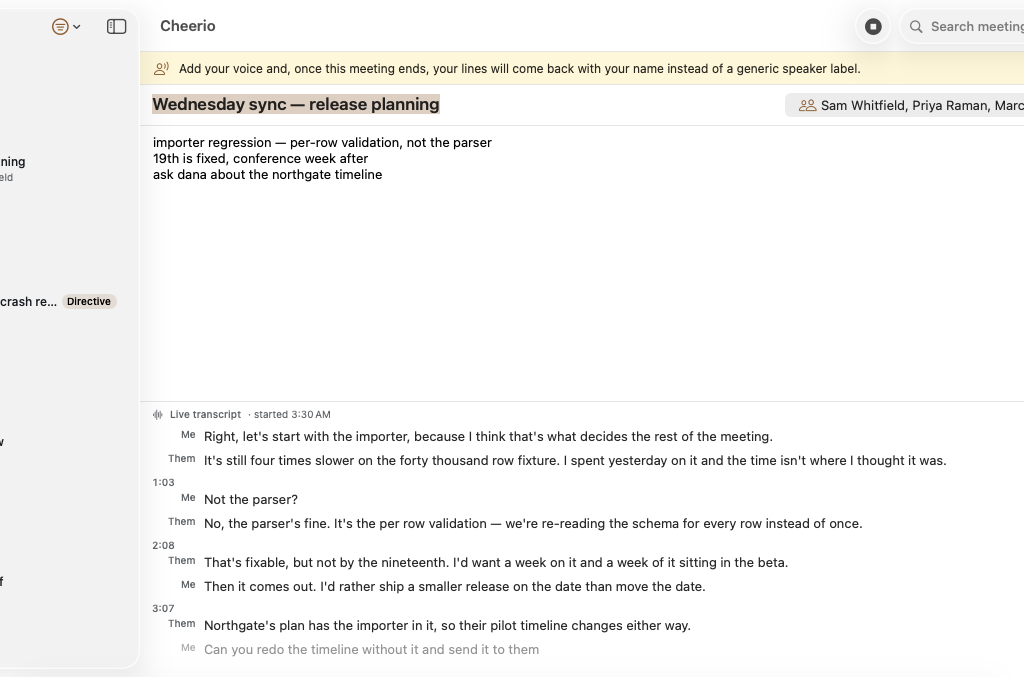 Cheerio
Search meeting
Add your voice and, once this meeting ends, your lines will come back with your name instead of a generic speaker label.
Wednesday sync — release planning
Sam Whitfield, Priya Raman, Marc
ning
eld
crash re... Directive
w
f
importer regression — per-row validation, not the parser
19th is fixed, conference week after
ask dana about the northgate timeline
Live transcript · started 3:30 AM
Me Right, let's start with the importer, because I think that's what decides the rest of the meeting.
Them It's still four times slower on the forty thousand row fixture. I spent yesterday on it and the time isn't where I thought it was.
1:03
Me Not the parser?
Them No, the parser's fine. It's the per row validation — we're re-reading the schema for every row instead of once.
2:08
Them That's fixable, but not by the nineteenth. I'd want a week on it and a week of it sitting in the beta.
Me Then it comes out. I'd rather ship a smaller release on the date than move the date.
3:07
Them Northgate's plan has the importer in it, so their pilot timeline changes either way.
Me Can you redo the timeline without it and send it to them